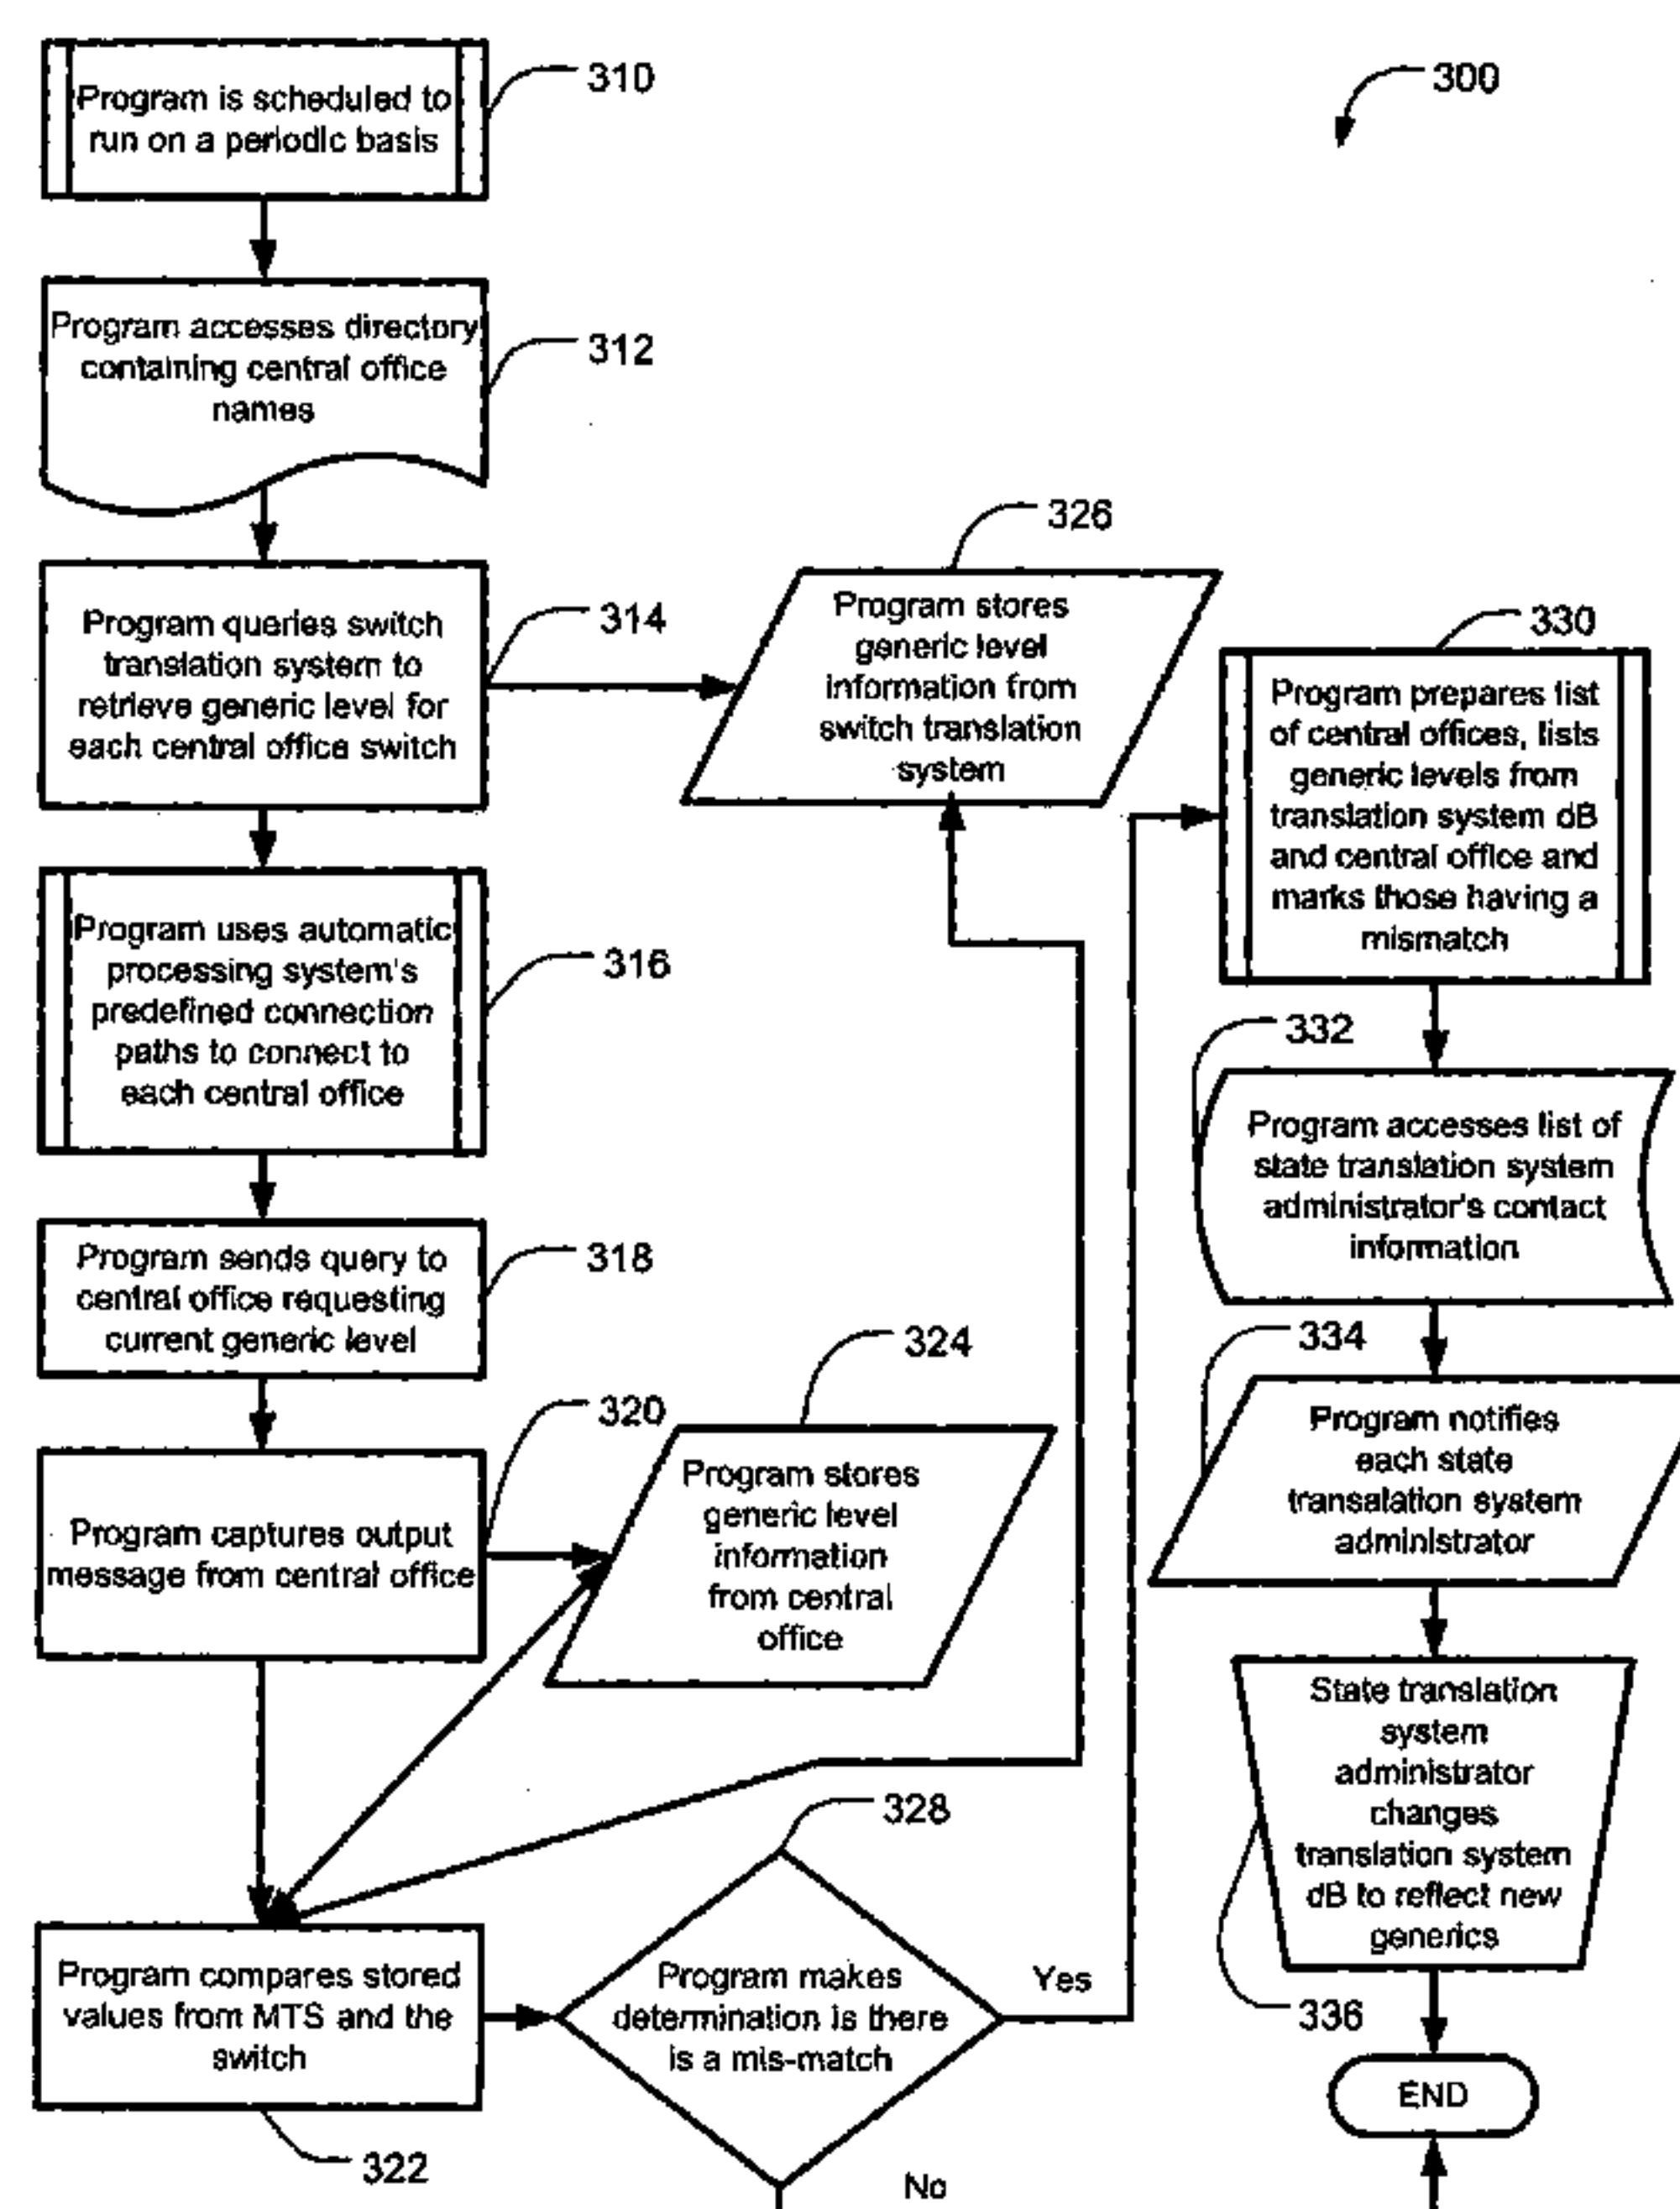 Program is scheduled to
run on a periodic basis
310
300
Program accesses directory
containing central office
names
312
Program queries switch
translation system to
retrieve generic level for
each central office switch
314
326
Program stores
generic level
information from
switch translation
system
330
Program prepares list
of central offices, lists
generic levels from
translation system dB
and central office and
marks those having a
mismatch
Program uses automatic
processing system's
predefined connection
paths to connect to
each central office
316
332
Program accesses list of
state translation system
administrator's contact
information
Program sends query to
central office requesting
current generic level
318
334
Program notifies
each state
transalation system
administrator
Program captures output
message from central office
320
324
Program stores
generic level
information
from central
office
State translation
system
administrator
changes
translation system
dB to reflect new
generics
336
Program compares stored
values from MTS and the
switch
322
328
Program makes
determination is there
is a mis-match
Yes
No
END